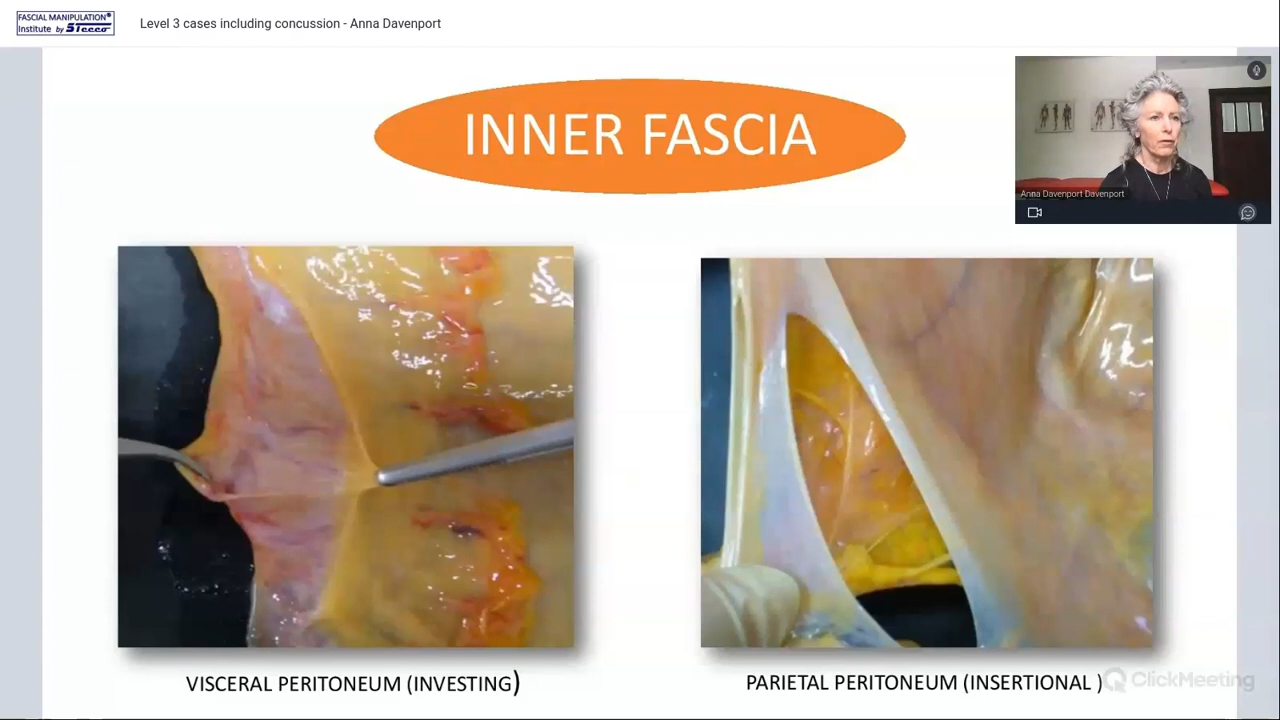 FASCIAL MANIPULATION®
Institute by Stecco
Level 3 cases including concussion - Anna Davenport
INNER FASCIA
Anna Davenport Davenport
VISCERAL PERITONEUM (INVESTING)
PARIETAL PERITONEUM (INSERTIONAL )
ClickMeeting